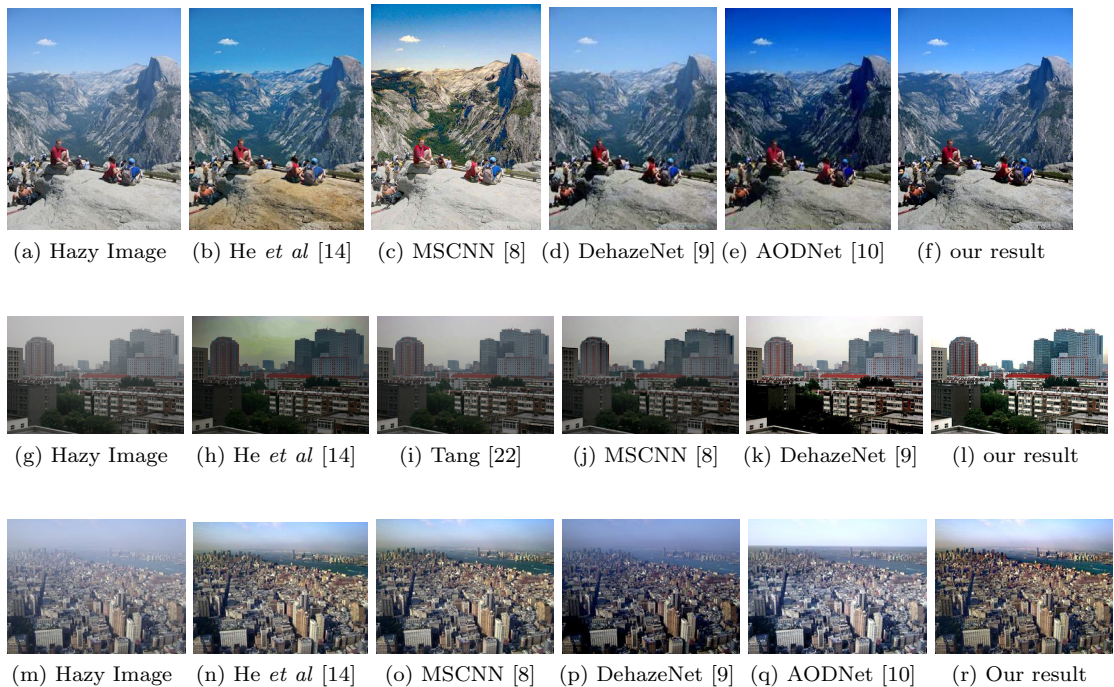 (a) Hazy Image (b) He et al [14] (c) MSCNN [8] (d) DehazeNet [9] (e) AODNet [10] (f) our result
(g) Hazy Image (h) He et al [14] (i) Tang [22] (j) MSCNN [8] (k) DehazeNet [9] (l) our result
(m) Hazy Image (n) He et al [14] (o) MSCNN [8] (p) DehazeNet [9] (q) AODNet [10] (r) Our result